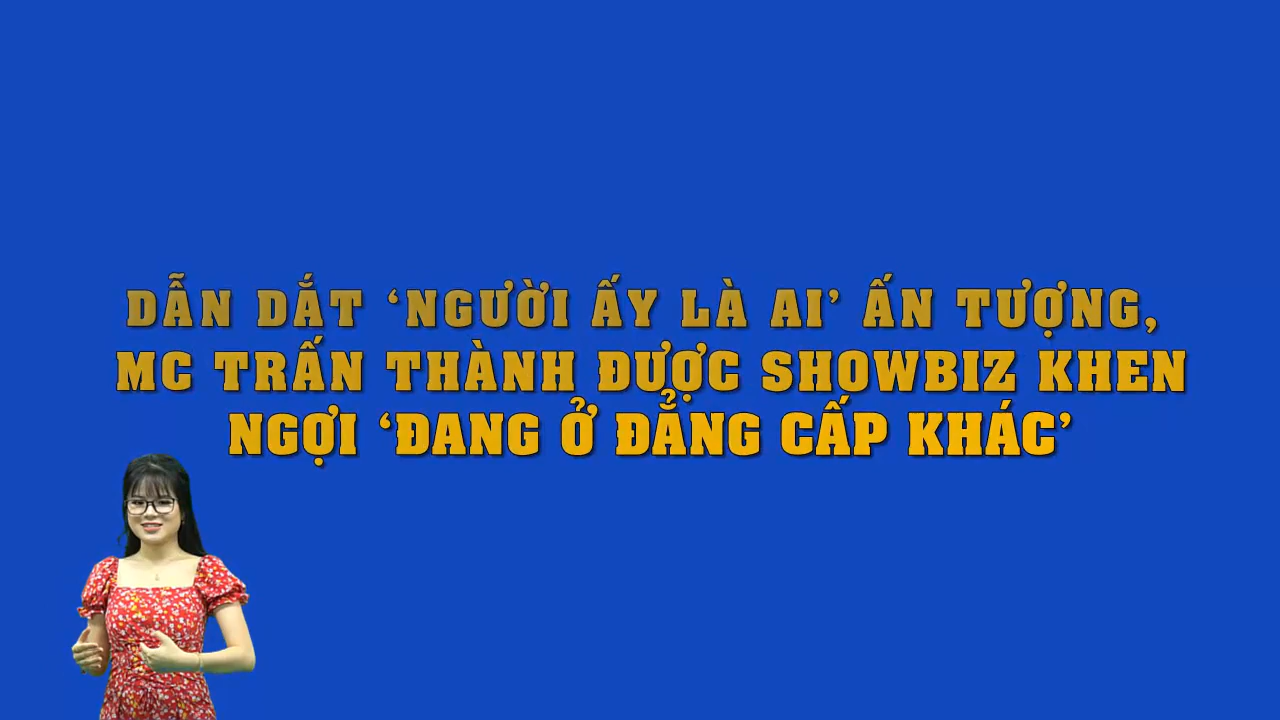 DẪN DẮT ‘NGƯỜI ẤY LÀ AI’ ẤN TƯỢNG,
MC TRẤN THÀNH ĐƯỢC SHOWBIZ KHEN
NGỢI ‘ĐANG Ở ĐẲNG CẤP KHÁC’